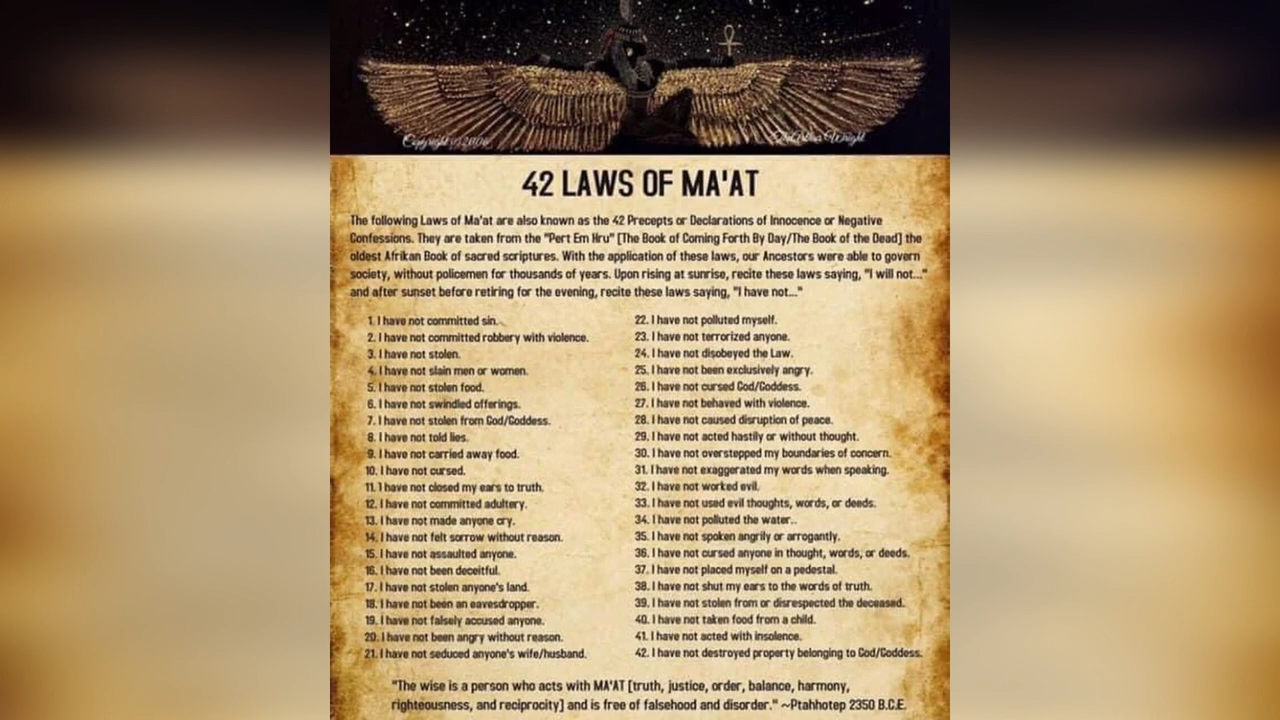 Copyright (c) 2006
Wright
42 LAWS OF MA'AT
The following Laws of Ma'at are also known as the 42 Precepts or Declarations of Innocence or Negative
Confessions. They are taken from the "Pert Em Hru" [The Book of Coming Forth By Day/The Book of the Dead] the
oldest Afrikan Book of sacred scriptures. With the application of these laws, our Ancestors were able to govern
society, without policemen for thousands of years. Upon rising at sunrise, recite these laws saying, "I will not..."
and after sunset before retiring for the evening, recite these laws saying, "I have not..."
1. I have not committed sin.
2. I have not committed robbery with violence.
3. I have not stolen.
4. I have not slain men or women.
5. I have not stolen food.
6. I have not swindled offerings.
7. I have not stolen from God/Goddess.
8. I have not told lies.
9. I have not carried away food.
10. I have not cursed.
11. I have not closed my ears to truth.
12. I have not committed adultery.
13. I have not made anyone cry.
14. I have not felt sorrow without reason.
15. I have not assaulted anyone.
16. I have not been deceitful.
17. I have not stolen anyone's land.
18. I have not been an eavesdropper.
19. I have not falsely accused anyone.
20. I have not been angry without reason.
21. I have not seduced anyone's wife/husband.
22. I have not polluted myself.
23. I have not terrorized anyone.
24. I have not disobeyed the Law.
25. I have not been exclusively angry.
26. I have not cursed God/Goddess.
27. I have not behaved with violence.
28. I have not caused disruption of peace.
29. I have not acted hastily or without thought.
30. I have not overstepped my boundaries of concern.
31. I have not exaggerated my words when speaking.
32. I have not worked evil.
33. I have not used evil thoughts, words, or deeds.
34. I have not polluted the water..
35. I have not spoken angrily or arrogantly.
36. I have not cursed anyone in thought, words, or deeds.
37. I have not placed myself on a pedestal.
38. I have not shut my ears to the words of truth.
39. I have not stolen from or disrespected the deceased.
40. I have not taken food from a child.
41. I have not acted with insolence.
42. I have not destroyed property belonging to God/Goddess.
"The wise is a person who acts with MA'AT [truth, justice, order, balance, harmony,
righteousness, and reciprocity] and is free of falsehood and disorder." ~Ptahhotep 2350 B.C.E.